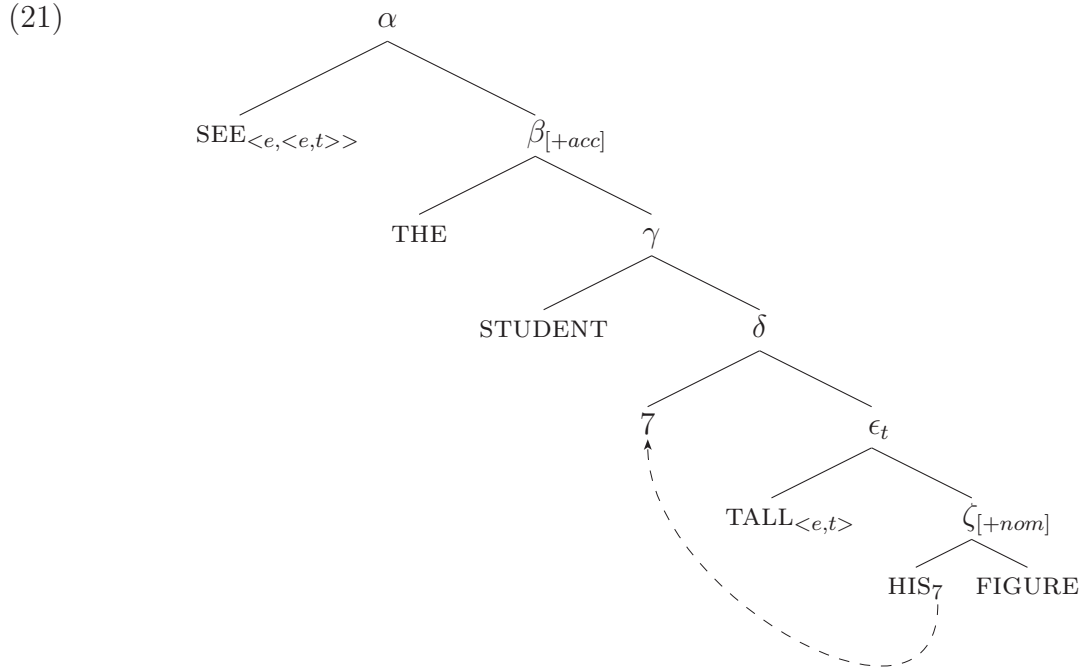 (21)
α
SEE<e,<e,t>> β[+acc]
THE γ
STUDENT δ
7 ϵt
TALL<e,t> ζ[+nom]
HIS7 FIGURE